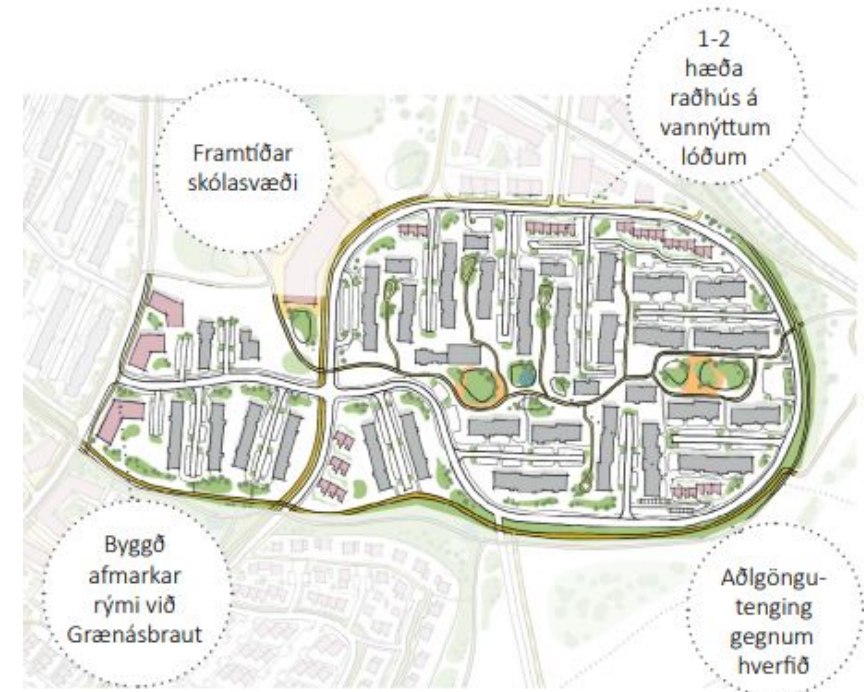 1-2
hæða
raðhús á
vannýttum
lóðum
Framtíðar
skólasvæði
Byggð
afmarkar
rými við
Grænásbraut
Aðlgöngu-
tenging
gegnum
hverfið